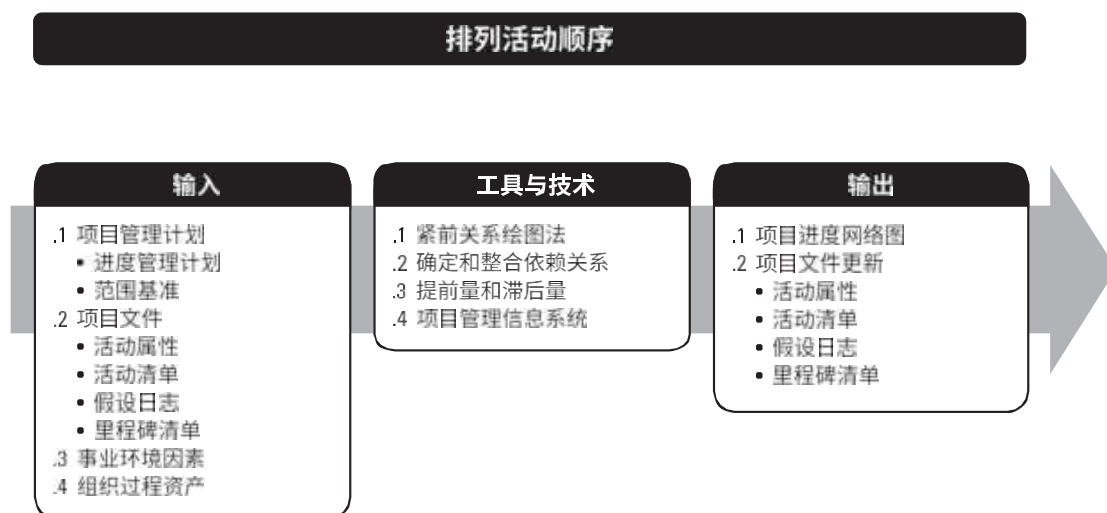 排列活动顺序
输入
.1 项目管理计划
• 进度管理计划
• 范围基准
.2 项目文件
• 活动属性
• 活动清单
• 假设日志
• 里程碑清单
.3 事业环境因素
.4 组织过程资产
工具与技术
.1 紧前关系绘图法
.2 确定和整合依赖关系
.3 提前量和滞后量
.4 项目管理信息系统
输出
.1 项目进度网络图
.2 项目文件更新
• 活动属性
• 活动清单
• 假设日志
• 里程碑清单